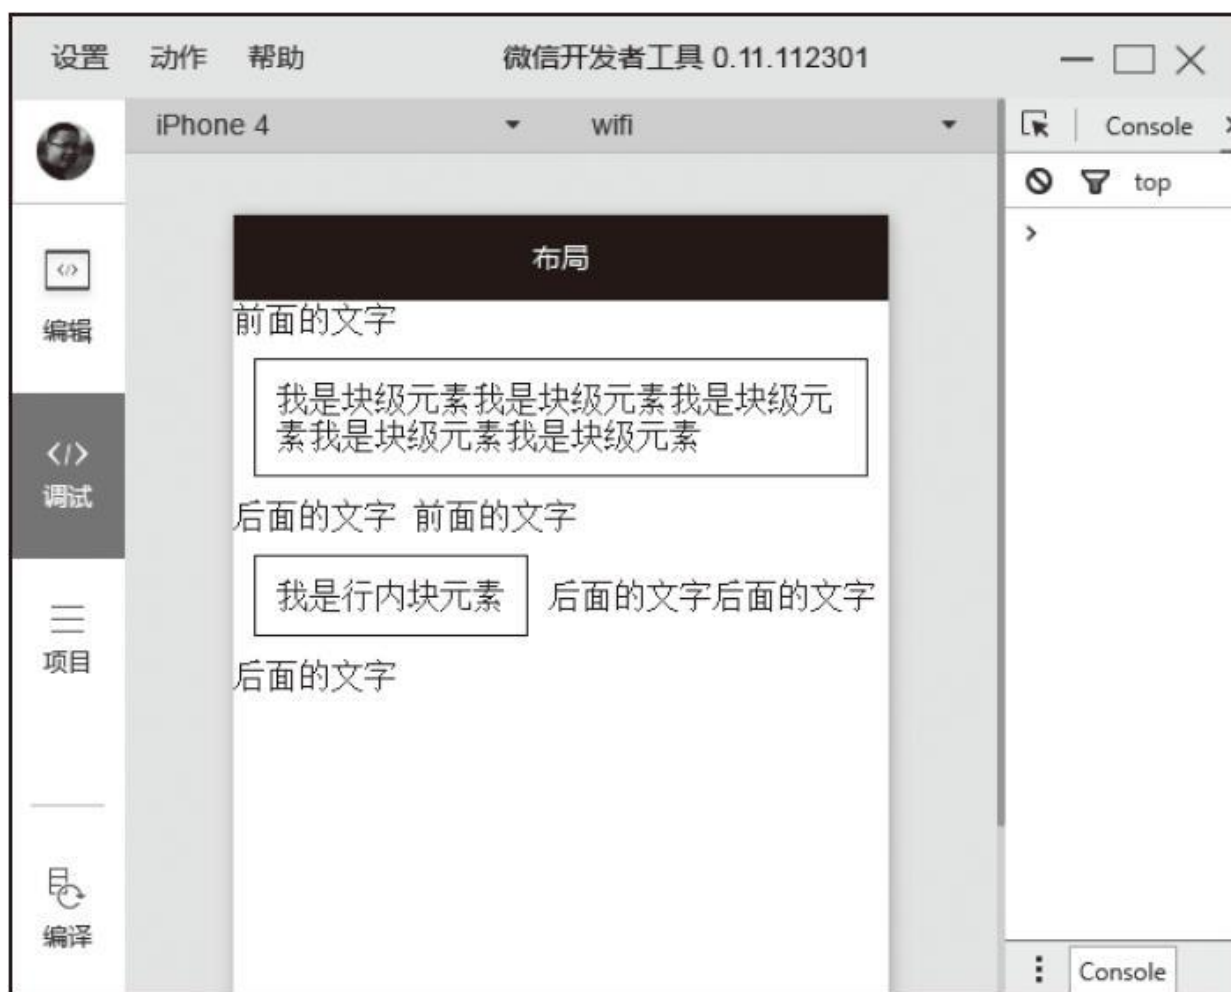 设置 动作 帮助 微信开发者工具 0.11.112301
iPhone 4 wifi Console
top
布局
前面的文字
我是块级元素我是块级元素我是块级元
素我是块级元素我是块级元素
后面的文字 前面的文字
我是行内块元素 后面的文字后面的文字
后面的文字
</> 
编辑
</>
调试
项目
编译
Console